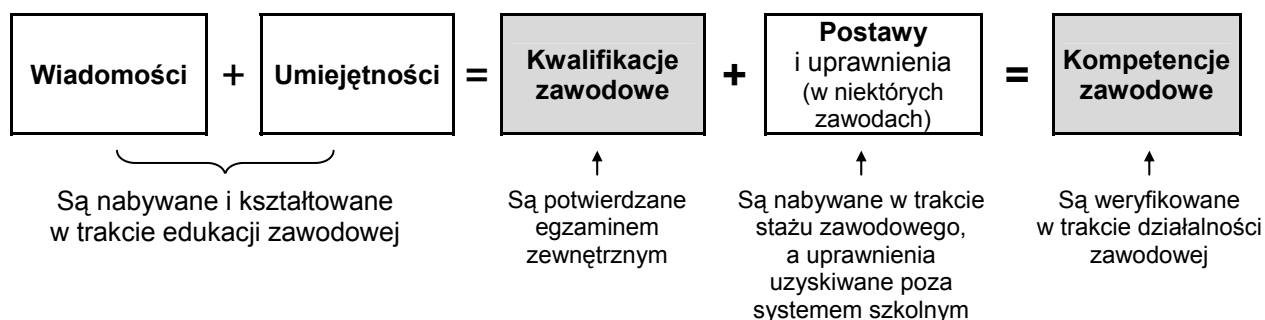 Wiadomości
+
Umiejętności
=
Kwalifikacje
zawodowe
+
Postawy
i uprawnienia
(w niektórych
zawodach)
=
Kompetencje
zawodowe
Są nabywane i kształtowane
w trakcie edukacji zawodowej
Są potwierdzane
egzaminem
zewnętrznym
Są nabywane w trakcie
stażu zawodowego,
a uprawnienia
uzyskiwane poza
systemem szkolnym
Są weryfikowane
w trakcie działalności
zawodowej